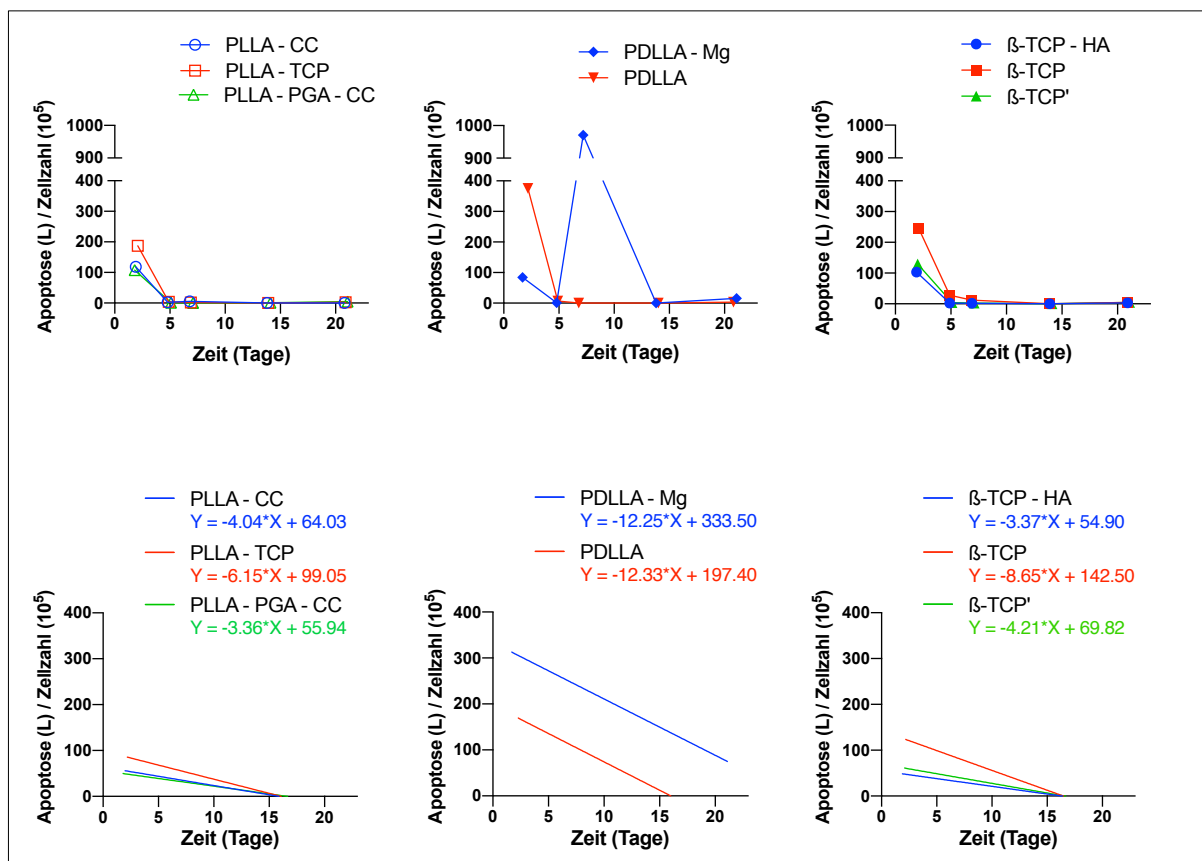 PLLA - CC
PLLA - TCP
PLLA - PGA - CC
Apoptose (L) / Zellzahl (10⁵)
1000
900
400
300
200
100
0
0 5 10 15 20
Zeit (Tage)
PDLLA - Mg
PDLLA
Apoptose (L) / Zellzahl (10⁵)
1000
900
400
300
200
100
0
0 5 10 15 20
Zeit (Tage)
ß-TCP - HA
ß-TCP
ß-TCP'
Apoptose (L) / Zellzahl (10⁵)
1000
900
400
300
200
100
0
0 5 10 15 20
Zeit (Tage)
PLLA - CC
Y = -4.04*X + 64.03
PLLA - TCP
Y = -6.15*X + 99.05
PLLA - PGA - CC
Y = -3.36*X + 55.94
Apoptose (L) / Zellzahl (10⁵)
400
300
200
100
0
0 5 10 15 20
Zeit (Tage)
PDLLA - Mg
Y = -12.25*X + 333.50
PDLLA
Y = -12.33*X + 197.40
Apoptose (L) / Zellzahl (10⁵)
400
300
200
100
0
0 5 10 15 20
Zeit (Tage)
ß-TCP - HA
Y = -3.37*X + 54.90
ß-TCP
Y = -8.65*X + 142.50
ß-TCP'
Y = -4.21*X + 69.82
Apoptose (L) / Zellzahl (10⁵)
400
300
200
100
0
0 5 10 15 20
Zeit (Tage)